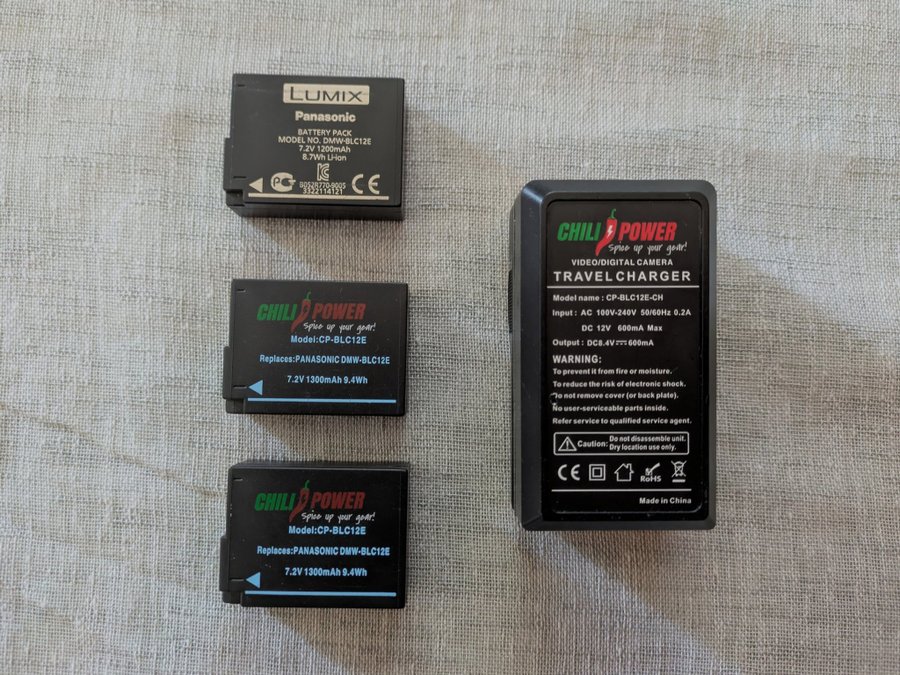 LUMIX
Panasonic
BATTERY PACK
MODEL NO. DMW-BLC12E
7.2V 1200mAh
8.7Wh Li-ion
B052R770-9005
3322114121
CE
CHILI POWER
Spice up your gear!
Model:CP-BLC12E
Replaces:PANASONIC DMW-BLC12E
7.2V 1300mAh 9.4Wh
CHILI POWER
Spice up your gear!
Model:CP-BLC12E
Replaces:PANASONIC DMW-BLC12E
7.2V 1300mAh 9.4Wh
CHILI POWER
Spice up your gear!
VIDEO/DIGITAL CAMERA
TRAVEL CHARGER
Model name : CP-BLC12E-CH
Input : AC 100V-240V 50/60Hz 0.2A
DC 12V 600mA Max
Output : DC8.4V⎓600mA
WARNING:
To prevent it from fire or moisture.
To reduce the risk of electronic shock.
Do not remove cover (or back plate).
No user-serviceable parts inside.
Refer service to qualified service agent.
Caution: Do not disassemble unit.
Dry location use only.
CE RoHS
Made in China